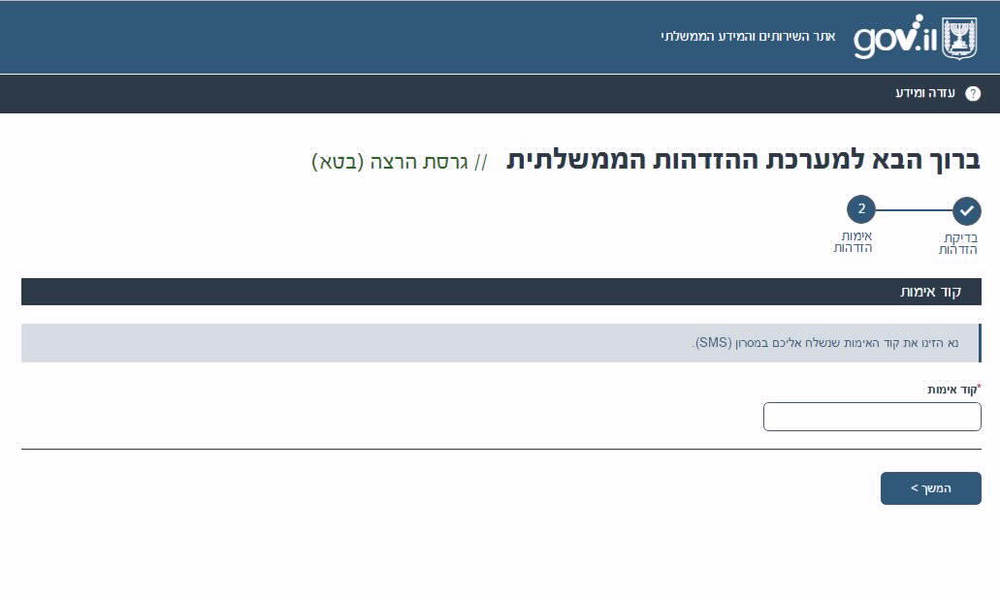 gov.il
אתר השירותים והמידע הממשלתי
? עזרה ומידע
ברוך הבא למערכת ההזדהות הממשלתית // גרסת הרצה (בטא)
2
בדיקת
הזדהות
אימות
הזדהות
קוד אימות
נא הזינו את קוד האימות שנשלח אליכם במסרון (SMS).
*קוד אימות
המשך >